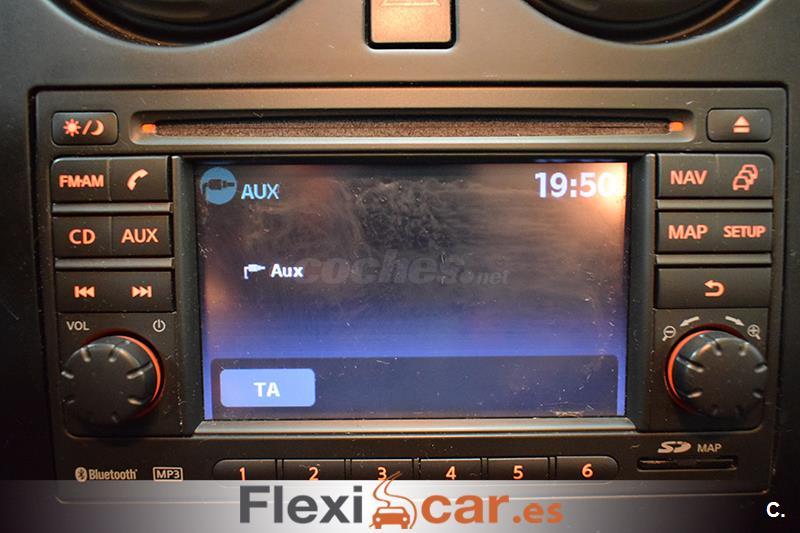 FM·AM
CD AUX
VOL
AUX
19:50
Aux
coches.net
TA
NAV
MAP SETUP
Bluetooth® MP3
1 2 3 4 5 6
SD MAP
Flexicar.es
C.